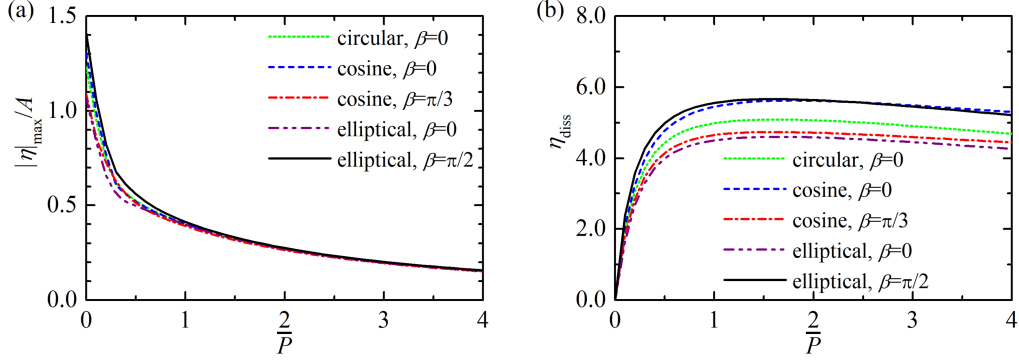 (a)
|η|max/A
1.5
1.0
0.5
0.0
circular, β=0
cosine, β=0
cosine, β=π/3
elliptical, β=0
elliptical, β=π/2
0 1 2 3 4
P̅
(b)
ηdiss
8.0
6.0
4.0
2.0
0.0
circular, β=0
cosine, β=0
cosine, β=π/3
elliptical, β=0
elliptical, β=π/2
0 1 2 3 4
P̅